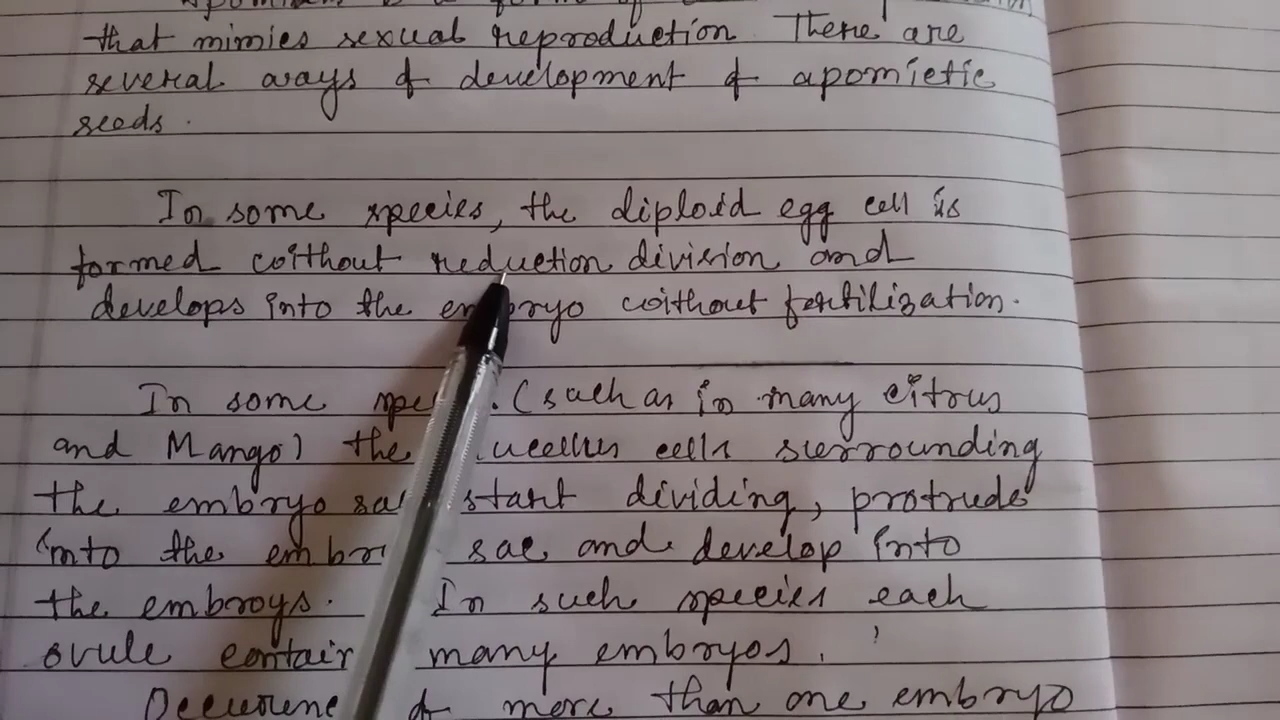 that mimics sexual reproduction There are
several ways of development of apomictic
seeds.
In some species, the diploid egg cell is
formed without reduction division and
develops into the embryo without fertilization.
In some (such as in many citrus
and Mango) the cells surrounding
the embryo start dividing, protrude
into the sac and develop into
the embroys. In such species each
ovule many embryos.
of more than one embryo